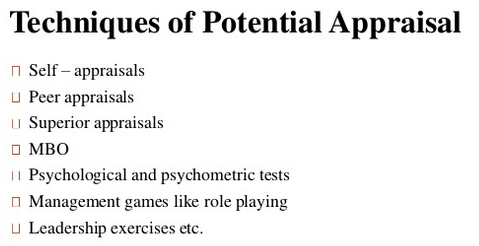 Techniques of Potential Appraisal
Self – appraisals
Peer appraisals
Superior appraisals
MBO
Psychological and psychometric tests
Management games like role playing
Leadership exercises etc.